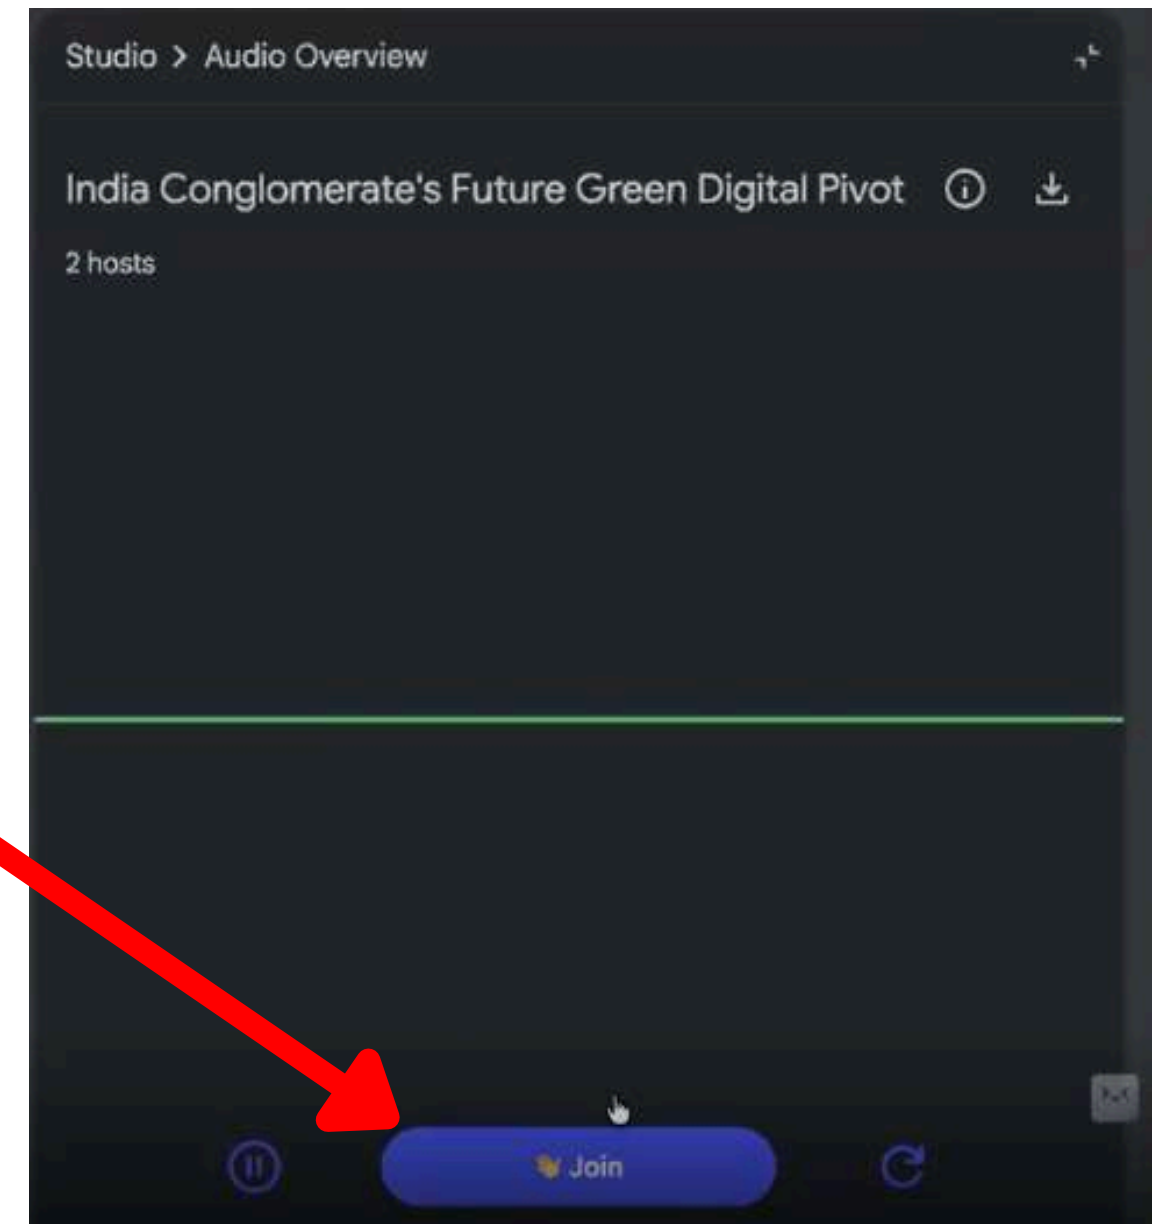 Studio > Audio Overview
India Conglomerate's Future Green Digital Pivot
2 hosts
Join